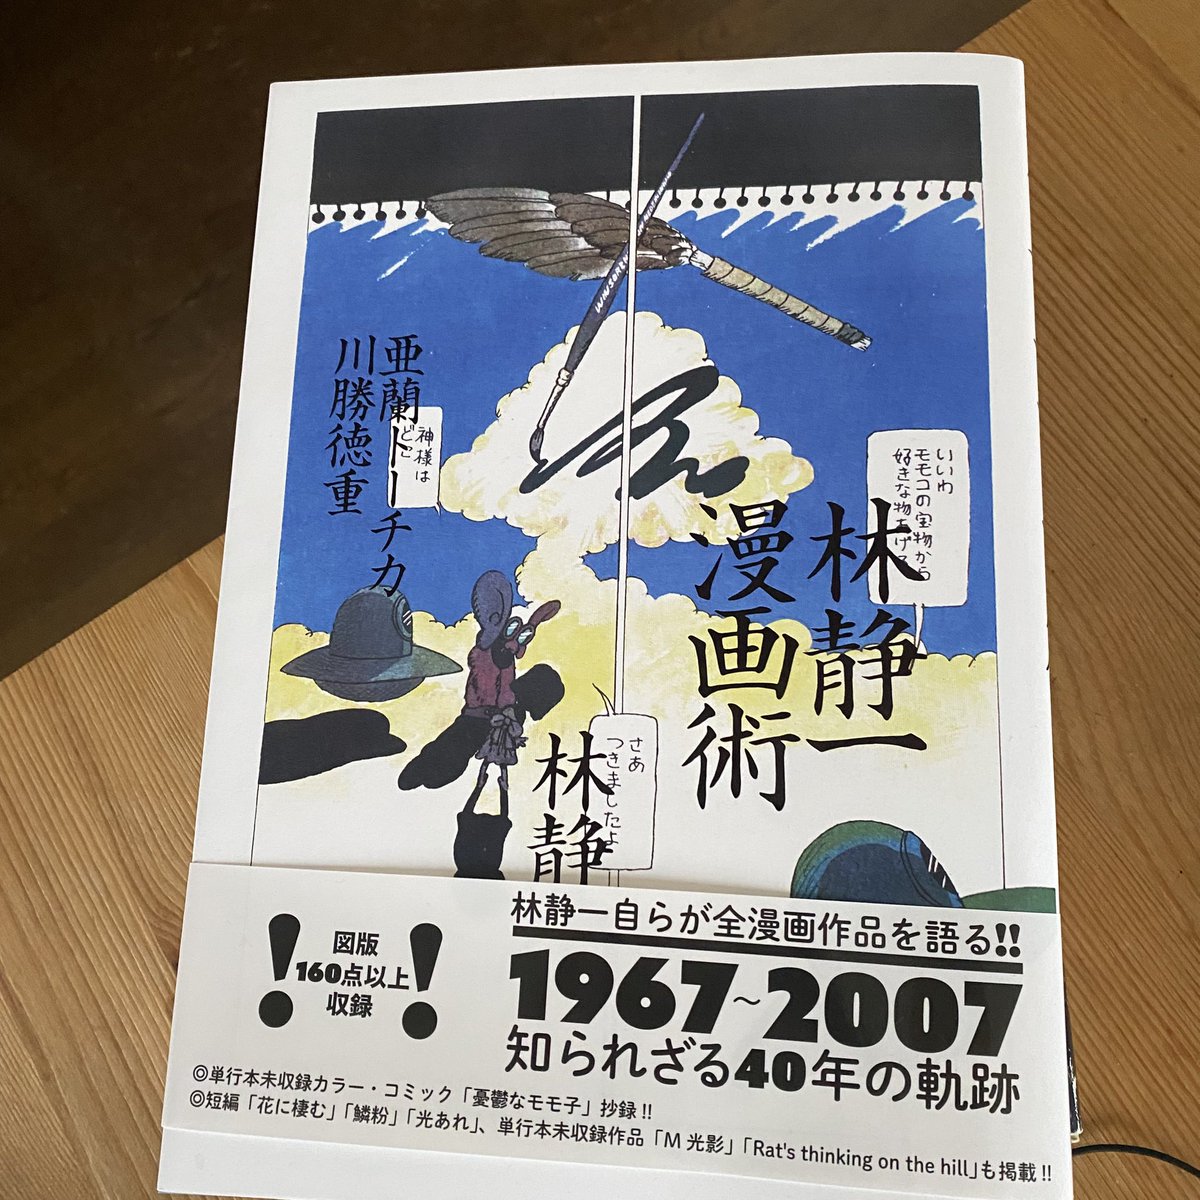 WINSOR
林静一
漫画術
いいわ
モモコの宝物から
好きな物あげる
亜蘭トーチカ
川勝徳重
神様は
どこ
さあ
つきましたよ
林静
林静一自らが全漫画作品を語る!!
1967〜2007
知られざる40年の軌跡
図版
160点以上
収録
!
!
◎単行本未収録カラー・コミック「憂鬱なモモ子」抄録!!
◎短編「花に棲む」「鱗粉」「光あれ」、単行本未収録作品「M 光影」「Rat's thinking on the hill」も掲載!!